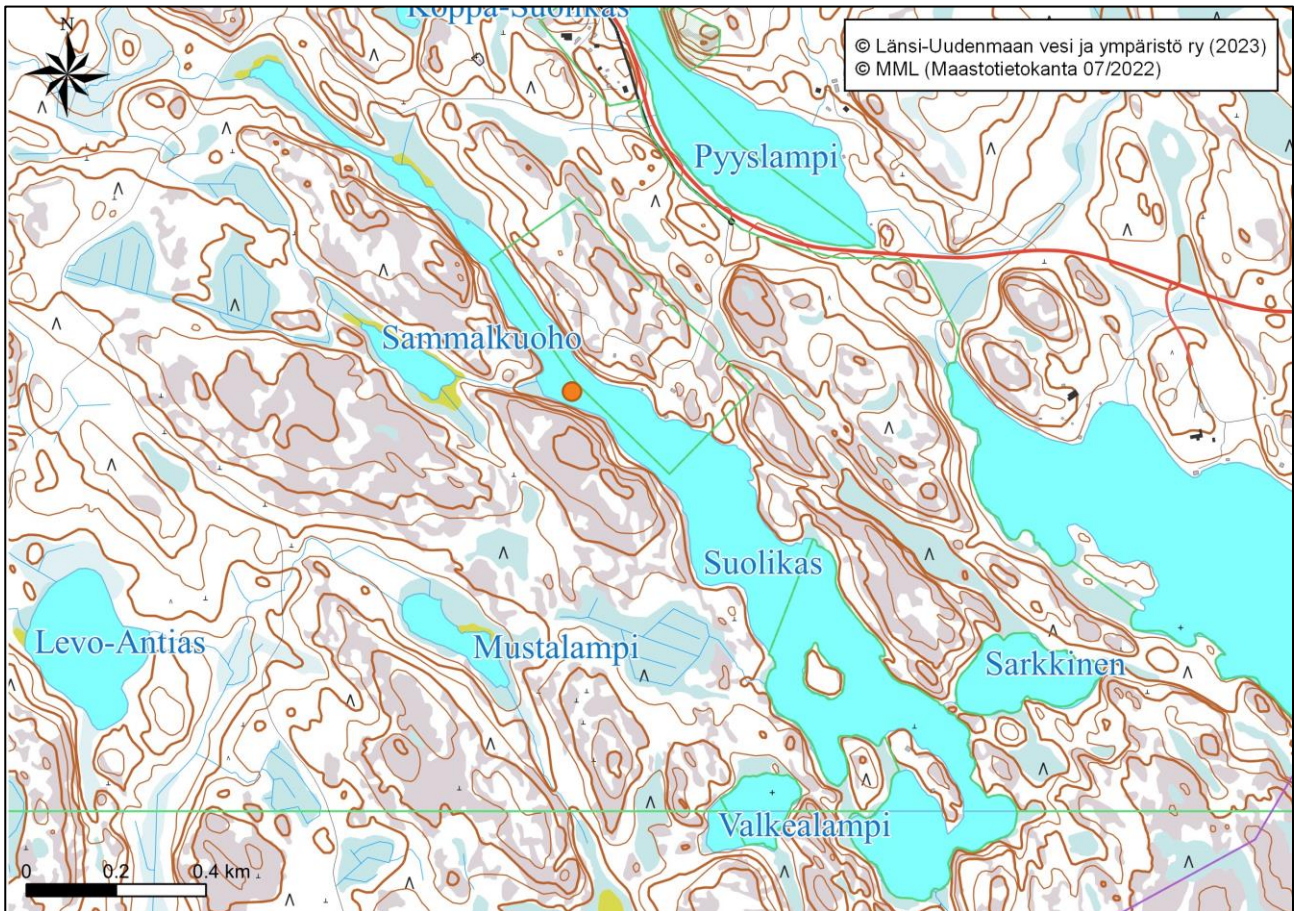 Koppa-Suolikas
N
© Länsi-Uudenmaan vesi ja ympäristö ry (2023)
© MML (Maastotietokanta 07/2022)
Pyyslampi
Sammalkuoho
Suolikas
Levo-Antias
Mustalampi
Sarkkinen
Valkealampi
0 0.2 0.4 km